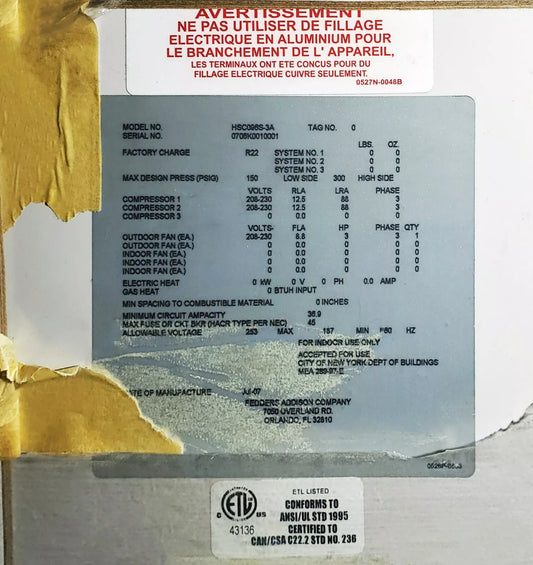 AVERTISSEMENT
NE PAS UTILISER DE FILLAGE
ELECTRIQUE EN ALUMINIUM POUR
LE BRANCHEMENT DE L' APPAREIL,
LES TERMINAUX ONT ETE CONCUS POUR DU
FILLAGE ELECTRIQUE CUIVRE SEULEMENT.
0527N-0046B
MODEL NO. HSC096S-3A TAG NO. 0
SERIAL NO. 0706K0010001
LBS. OZ.
FACTORY CHARGE R22 SYSTEM NO. 1 0 0
SYSTEM NO. 2 0 0
SYSTEM NO. 3 0 0
MAX DESIGN PRESS (PSIG) 150 LOW SIDE 300 HIGH SIDE
VOLTS RLA LRA PHASE
COMPRESSOR 1 208-230 12.5 88 3
COMPRESSOR 2 208-230 12.5 88 3
COMPRESSOR 3 0 0.0 0 0
VOLTS- FLA HP PHASE QTY
OUTDOOR FAN (EA.) 208-230 8.8 3 3 1
OUTDOOR FAN (EA.) 0 0.0 0 0 0
INDOOR FAN (EA.) 0 0.0 0 0 0
INDOOR FAN (EA.) 0 0.0 0 0 0
INDOOR FAN (EA.) 0 0.0 0 0 0
ELECTRIC HEAT 0 kW 0 V 0 PH 0.0 AMP
GAS HEAT 0 BTUH INPUT
MIN SPACING TO COMBUSTIBLE MATERIAL 0 INCHES
MINIMUM CIRCUIT AMPACITY 36.9
MAX FUSE OR CKT BKR (HACR TYPE PER NEC) 45
ALLOWABLE VOLTAGE 253 MAX 187 MIN 60 HZ
FOR INDOOR USE ONLY
ACCEPTED FOR USE
CITY OF NEW YORK DEPT OF BUILDINGS
MEA 289-97-E
DATE OF MANUFACTURE Jul-07
FEDDERS ADDISON COMPANY
7050 OVERLAND RD.
ORLANDO, FL 32810
ETL LISTED
CONFORMS TO
ANSI/UL STD 1995
CERTIFIED TO
CAN/CSA C22.2 STD NO. 236
C ETL US
43136